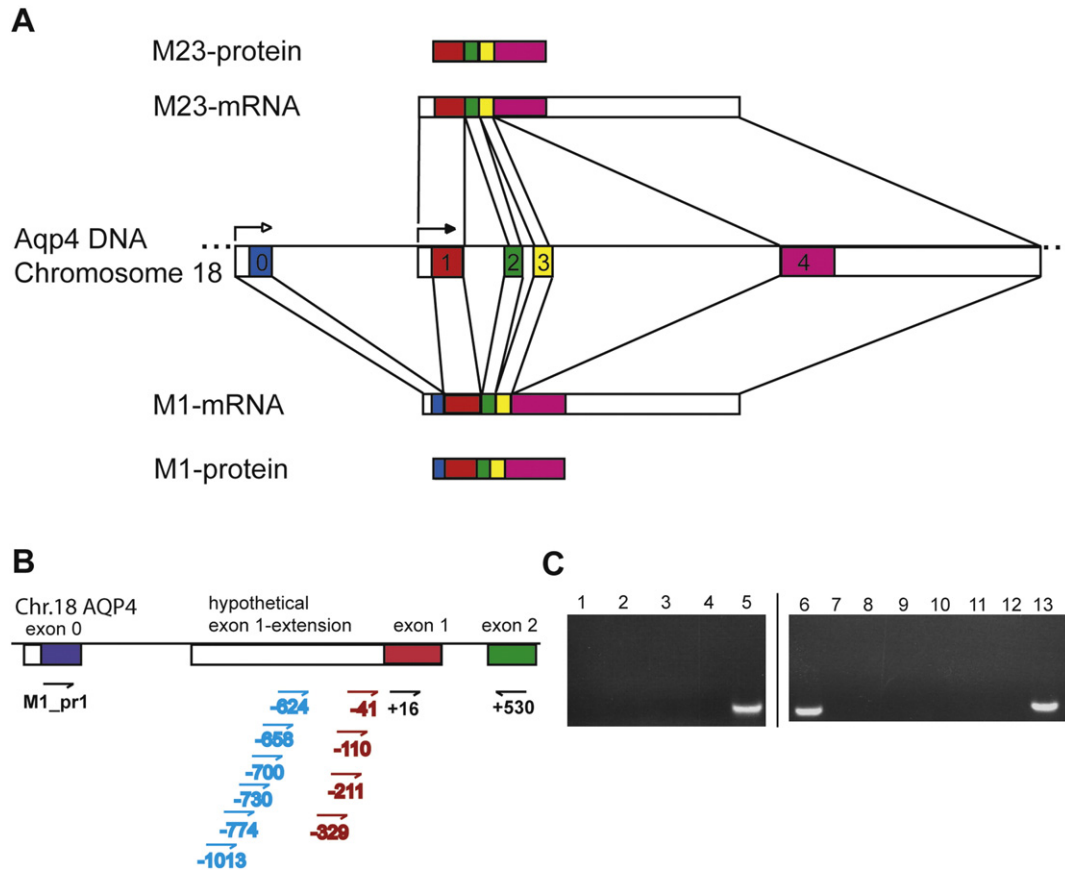 A
M23-protein
M23-mRNA
Aqp4 DNA
Chromosome 18
0 1 2 3 4
M1-mRNA
M1-protein
B
Chr.18 AQP4
exon 0
hypothetical
exon 1-extension
exon 1
exon 2
M1_pr1
-624
-41
+16
+530
-658
-110
-700
-730
-211
-774
-329
-1013
C
1 2 3 4 5 6 7 8 9 10 11 12 13